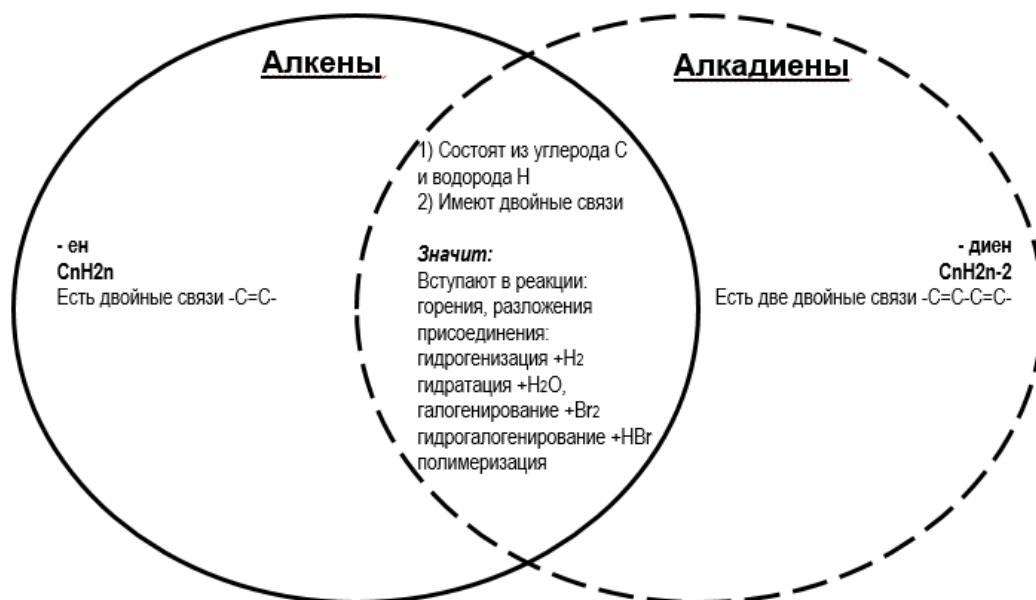 Алкены
Алкадиены
1) Состоят из углерода С
и водорода Н
2) Имеют двойные связи
- ен
CnH2n
Есть двойные связи -С=С-
Значит:
Вступают в реакции:
горения, разложения
присоединения:
гидрогенизация +H2
гидратация +H2O,
галогенирование +Br2
гидрогалогенирование +HBr
полимеризация
- диен
CnH2n-2
Есть две двойные связи -С=С-С=С-